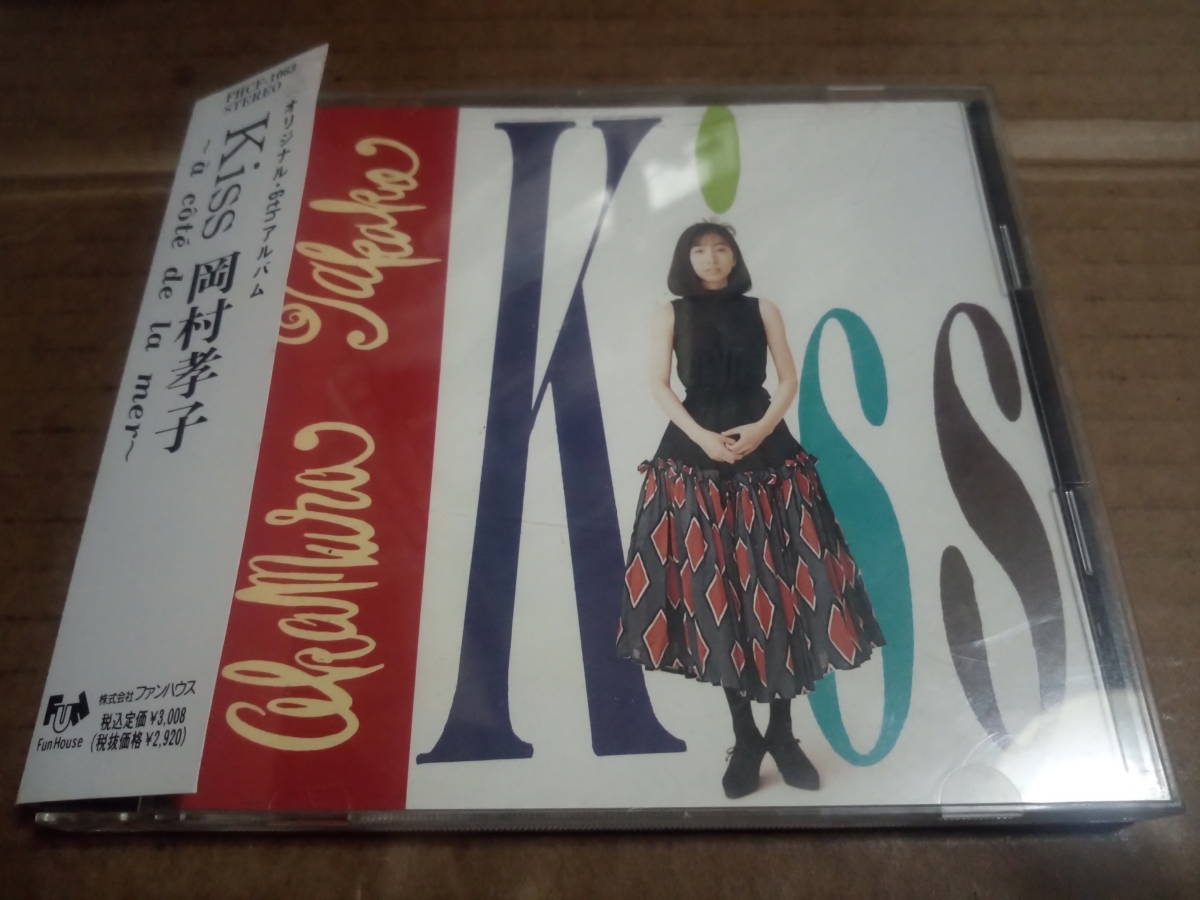 FHCF-1063
STEREO
オリジナル・6thアルバム
Kiss 岡村孝子
~à côté de la mer~
FUN
Fun House
株式会社ファンハウス
税込定価¥3,008
(税抜価格¥2,920)
Okamura Takako
Kiss